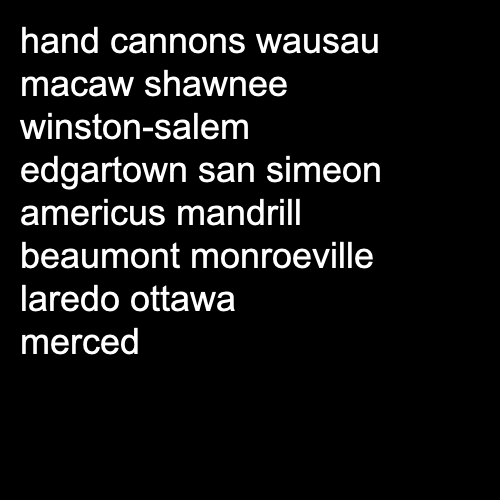 hand cannons wausau
macaw shawnee
winston-salem
edgartown san simeon
americus mandrill
beaumont monroeville
laredo ottawa
merced